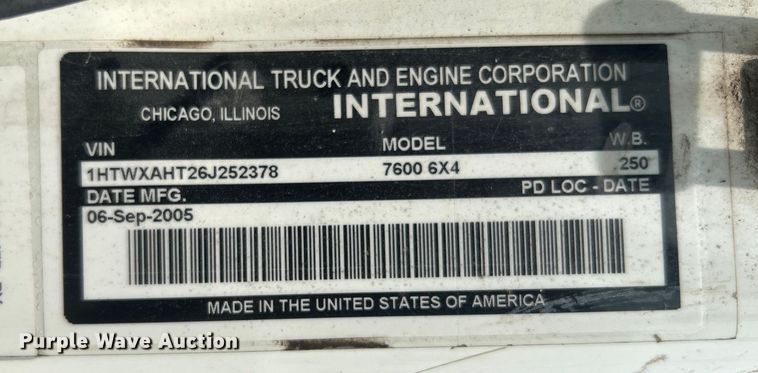 INTERNATIONAL TRUCK AND ENGINE CORPORATION
CHICAGO, ILLINOIS INTERNATIONAL®
VIN MODEL W.B.
1HTWXAHT26J252378 7600 6X4 250
DATE MFG. PD LOC - DATE
06-Sep-2005
MADE IN THE UNITED STATES OF AMERICA
Purple Wave Auction